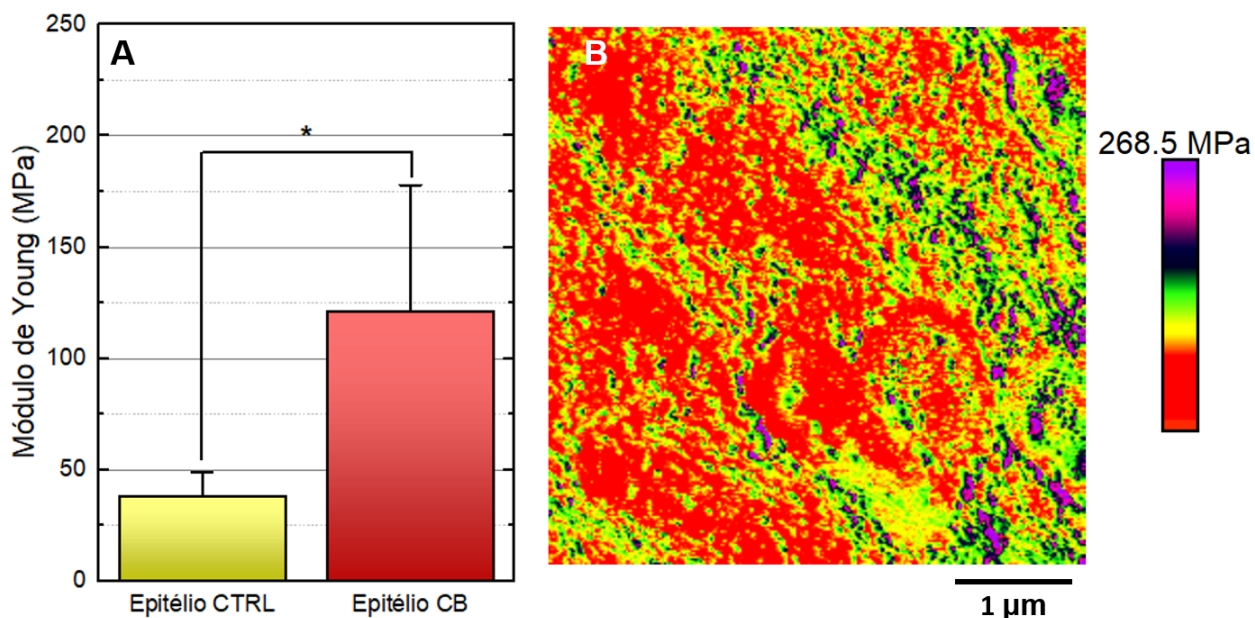 A
B
Módulo de Young (MPa)
250
200
150
100
50
0
*
Epitélio CTRL
Epitélio CB
268.5 MPa
1 µm